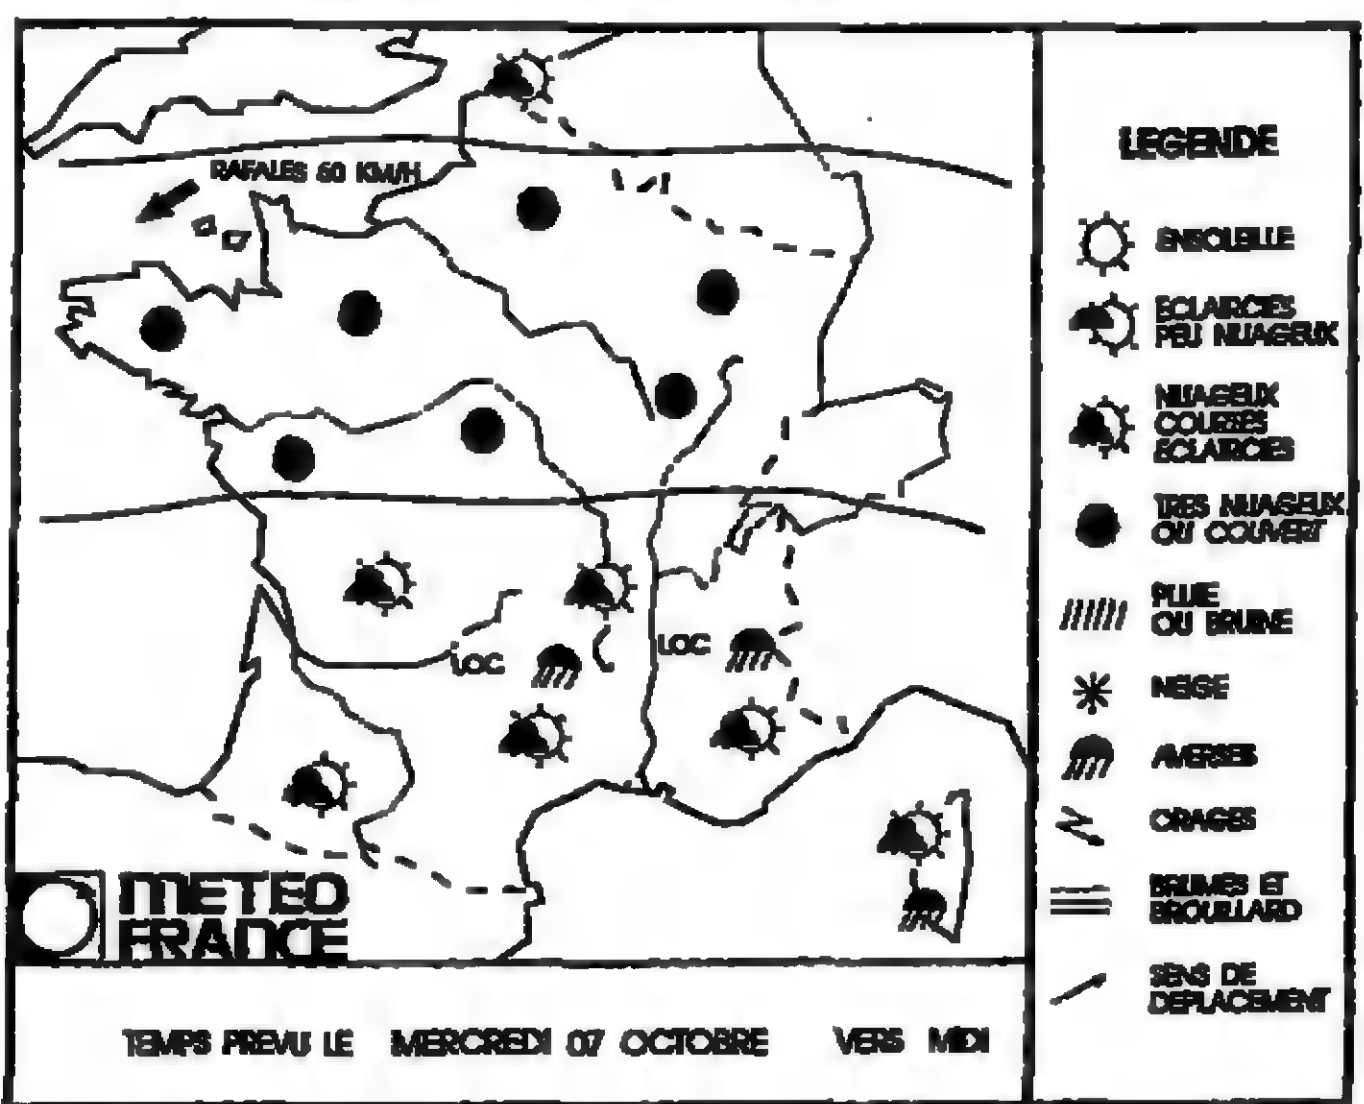 RAFALES 60 KM/H
LOC
LOC
METEO
FRANCE
TEMPS PREVU LE MERCREDI 07 OCTOBRE VERS MIDI
LEGENDE
ENSOLEILLE
ECLAIRCIES
PEU NUAGEUX
NUAGEUX
COURTES
ECLAIRCIES
TRES NUAGEUX
OU COUVERT
PLUIE
OU BRUINE
NEIGE
AVERSES
ORAGES
BRUMES ET
BROUILLARD
SENS DE
DEPLACEMENT